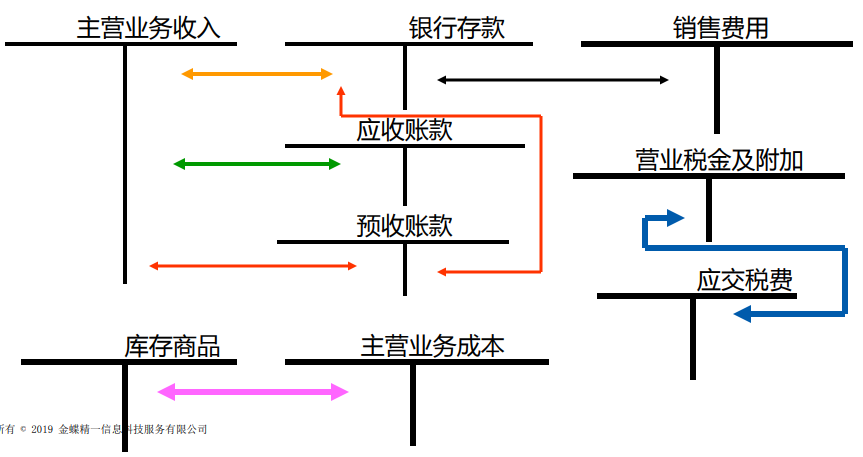 主营业务收入
银行存款
销售费用
应收账款
营业税金及附加
预收账款
应交税费
库存商品
主营业务成本
所有 © 2019 金蝶精一信息科技服务有限公司